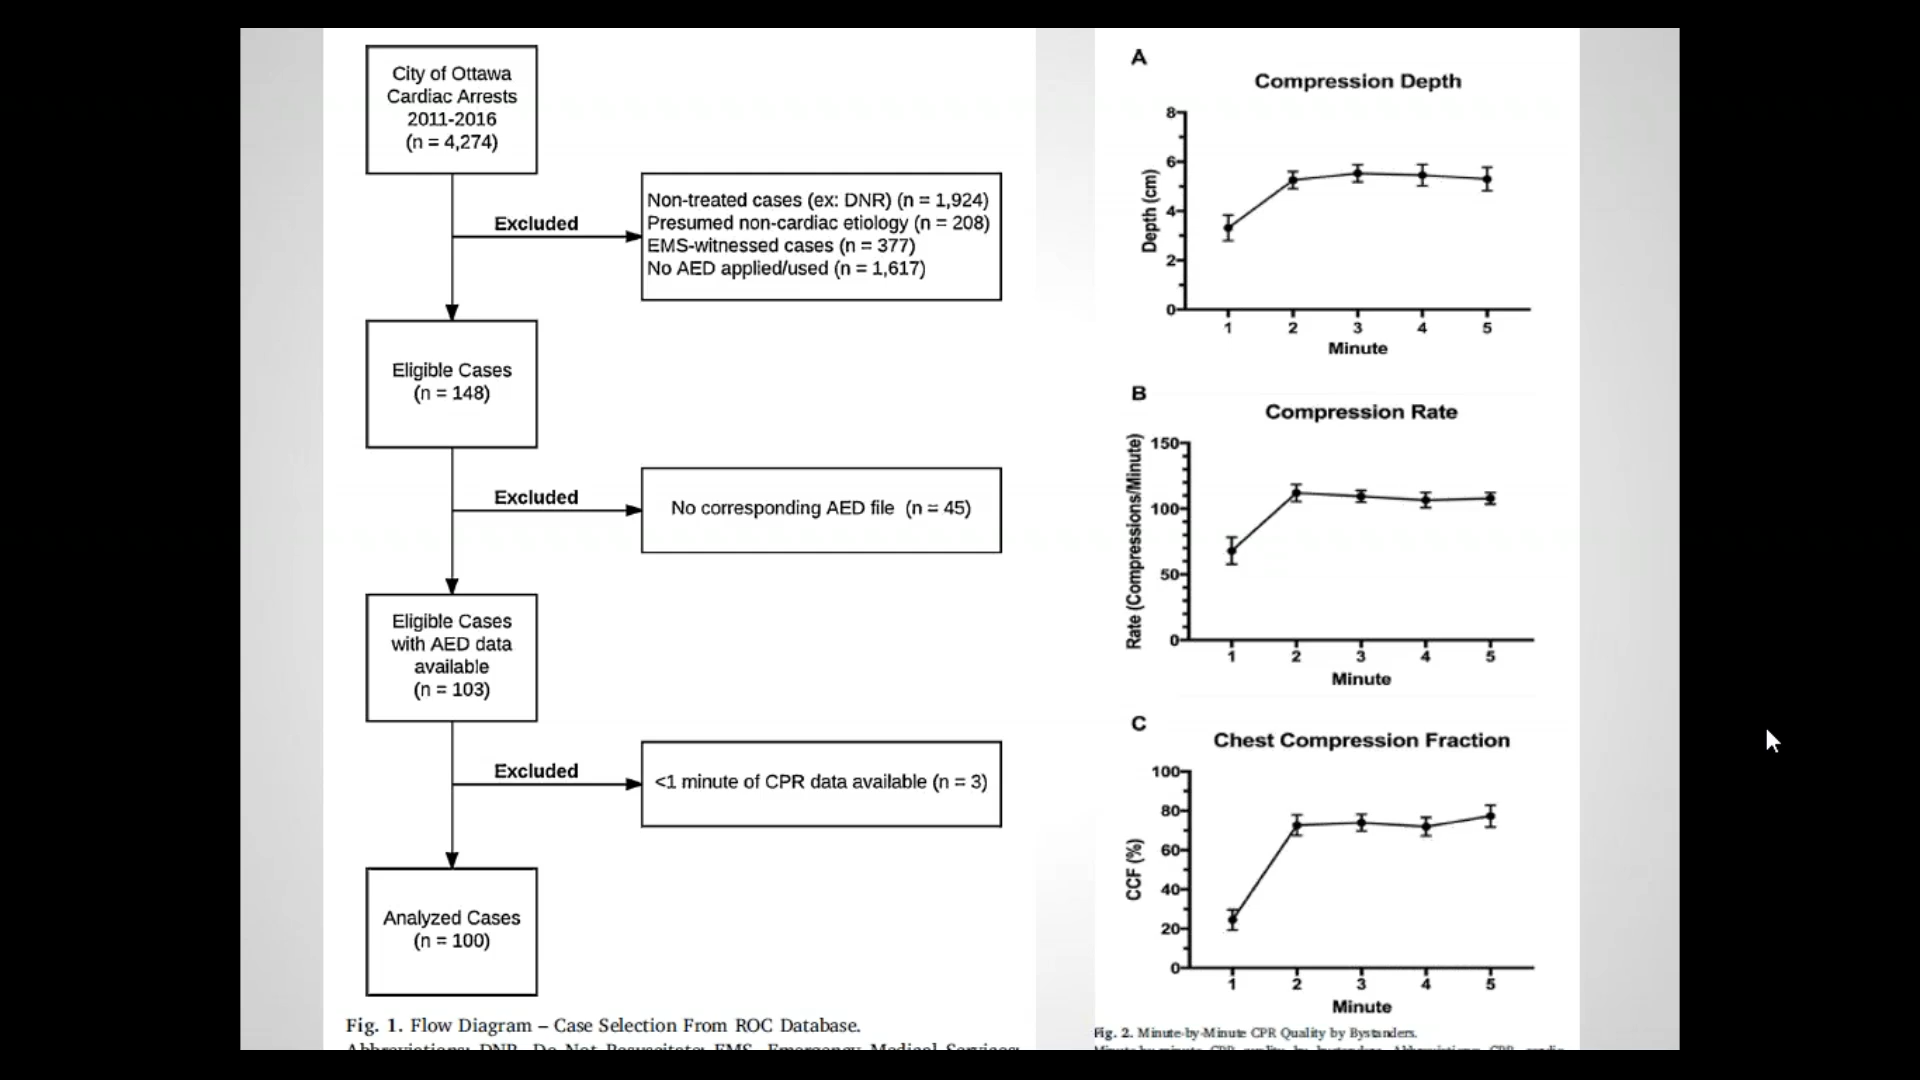 City of Ottawa
Cardiac Arrests
2011-2016
(n = 4,274)
Excluded
Non-treated cases (ex: DNR) (n = 1,924)
Presumed non-cardiac etiology (n = 208)
EMS-witnessed cases (n = 377)
No AED applied/used (n = 1,617)
Eligible Cases
(n = 148)
Excluded
No corresponding AED file (n = 45)
Eligible Cases
with AED data
available
(n = 103)
Excluded
<1 minute of CPR data available (n = 3)
Analyzed Cases
(n = 100)
Fig. 1. Flow Diagram – Case Selection From ROC Database.
A
Compression Depth
Depth (cm)
8
6
4
2
0
1 2 3 4 5
Minute
B
Compression Rate
Rate (Compressions/Minute)
150
100
50
0
1 2 3 4 5
Minute
C
Chest Compression Fraction
CCF (%)
100
80
60
40
20
0
1 2 3 4 5
Minute
Fig. 2. Minute-by-Minute CPR Quality by Bystanders.